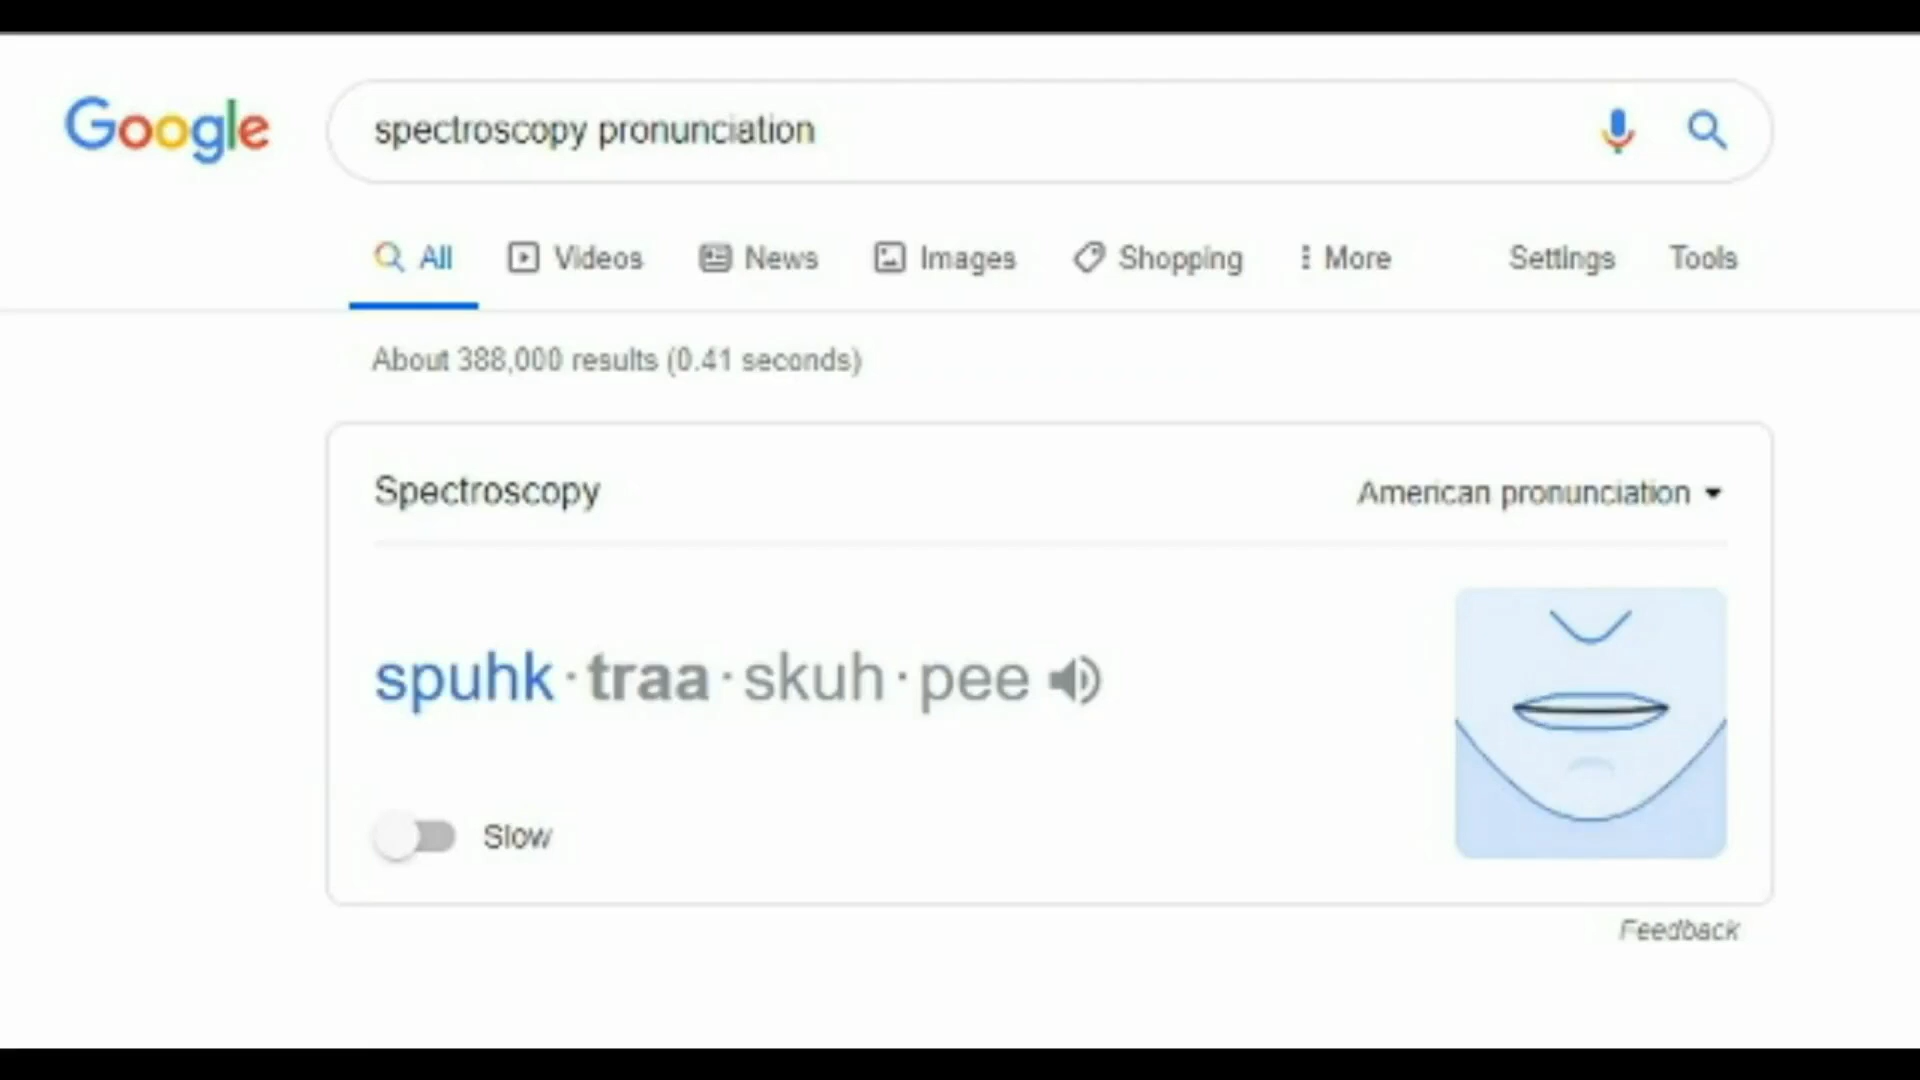 Google spectroscopy pronunciation
All Videos News Images Shopping More Settings Tools
About 388,000 results (0.41 seconds)
Spectroscopy American pronunciation
spuhk · traa · skuh · pee
Slow
Feedback